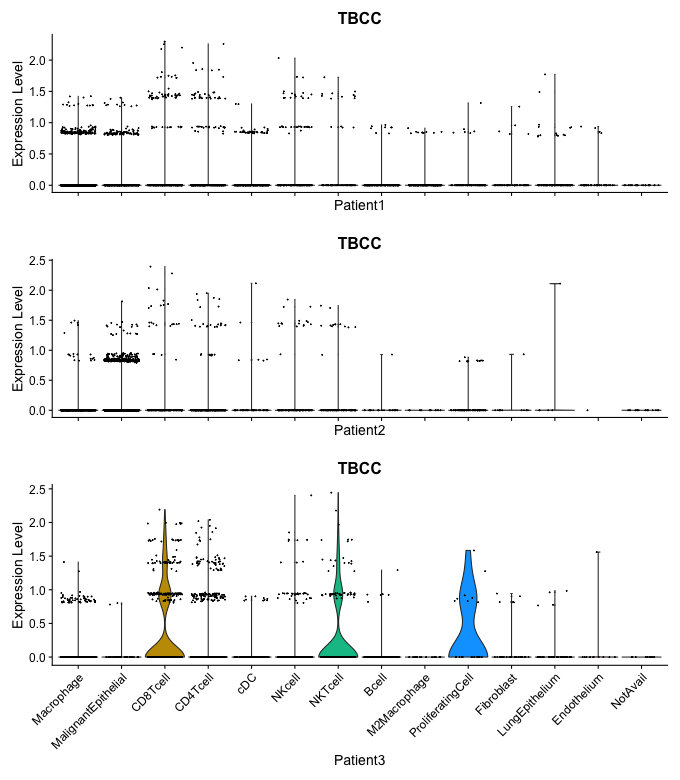 TBCC
Expression Level
2.0
1.5
1.0
0.5
0.0
Patient1
TBCC
Expression Level
2.5
2.0
1.5
1.0
0.5
0.0
Patient2
TBCC
Expression Level
2.5
2.0
1.5
1.0
0.5
0.0
Macrophage
MalignantEpithelial
CD8Tcell
CD4Tcell
cDC
NKcell
NKTcell
Bcell
M2Macrophage
ProliferatingCell
Fibroblast
LungEpithelium
Endothelium
NotAvail
Patient3